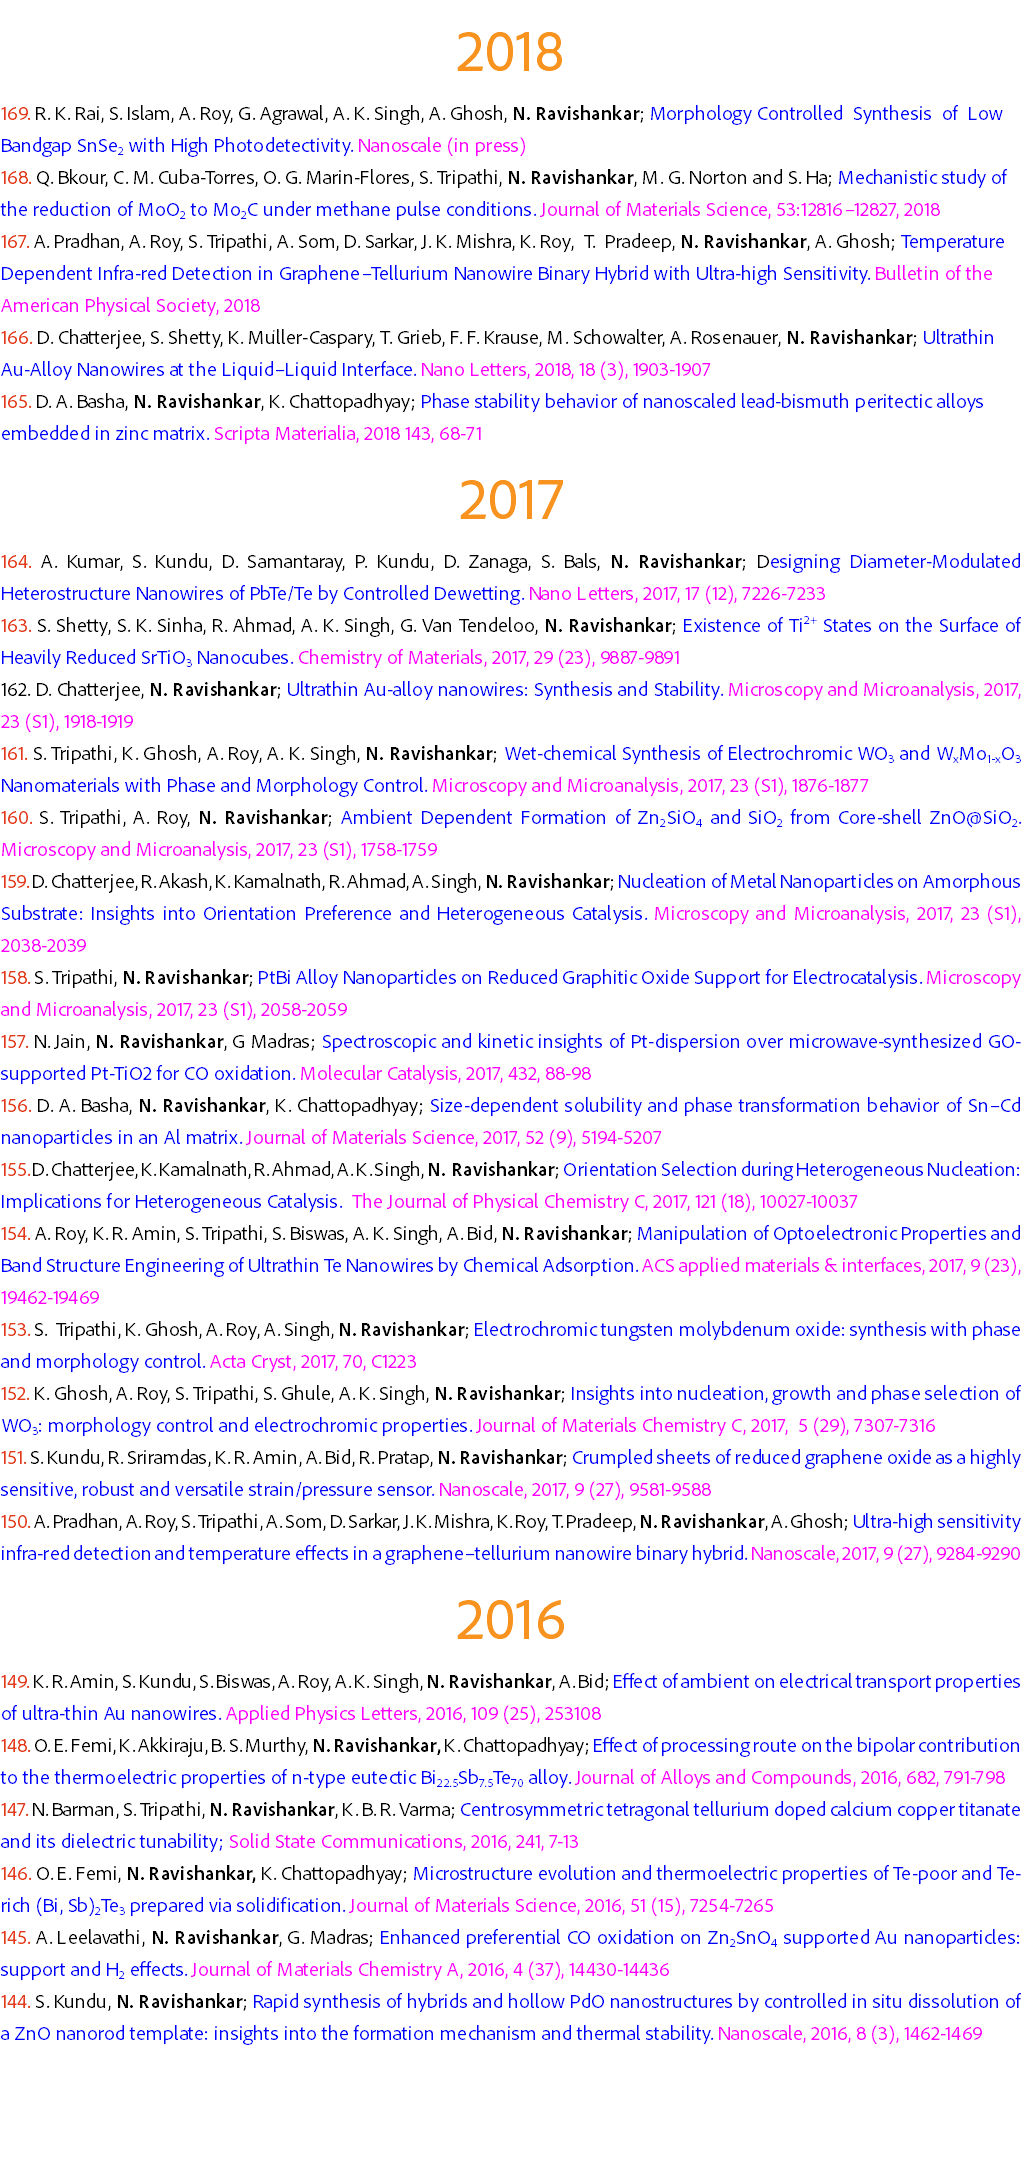 2018
169. R. K. Rai, S. Islam, A. Roy, G. Agrawal, A. K. Singh, A. Ghosh, N. Ravishankar; Morphology Controlled Synthesis of Low
Bandgap SnSe₂ with High Photodetectivity. Nanoscale (in press)
168. Q. Bkour, C. M. Cuba-Torres, O. G. Marin-Flores, S. Tripathi, N. Ravishankar, M. G. Norton and S. Ha; Mechanistic study of
the reduction of MoO₂ to Mo₂C under methane pulse conditions. Journal of Materials Science, 53:12816–12827, 2018
167. A. Pradhan, A. Roy, S. Tripathi, A. Som, D. Sarkar, J. K. Mishra, K. Roy, T. Pradeep, N. Ravishankar, A. Ghosh; Temperature
Dependent Infra-red Detection in Graphene–Tellurium Nanowire Binary Hybrid with Ultra-high Sensitivity. Bulletin of the
American Physical Society, 2018
166. D. Chatterjee, S. Shetty, K. Müller-Caspary, T. Grieb, F. F. Krause, M. Schowalter, A. Rosenauer, N. Ravishankar; Ultrathin
Au-Alloy Nanowires at the Liquid–Liquid Interface. Nano Letters, 2018, 18 (3), 1903-1907
165. D. A. Basha, N. Ravishankar, K. Chattopadhyay; Phase stability behavior of nanoscaled lead-bismuth peritectic alloys
embedded in zinc matrix. Scripta Materialia, 2018 143, 68-71
2017
164. A. Kumar, S. Kundu, D. Samantaray, P. Kundu, D. Zanaga, S. Bals, N. Ravishankar; Designing Diameter-Modulated
Heterostructure Nanowires of PbTe/Te by Controlled Dewetting. Nano Letters, 2017, 17 (12), 7226-7233
163. S. Shetty, S. K. Sinha, R. Ahmad, A. K. Singh, G. Van Tendeloo, N. Ravishankar; Existence of Ti²⁺ States on the Surface of
Heavily Reduced SrTiO₃ Nanocubes. Chemistry of Materials, 2017, 29 (23), 9887-9891
162. D. Chatterjee, N. Ravishankar; Ultrathin Au-alloy nanowires: Synthesis and Stability. Microscopy and Microanalysis, 2017,
23 (S1), 1918-1919
161. S. Tripathi, K. Ghosh, A. Roy, A. K. Singh, N. Ravishankar; Wet-chemical Synthesis of Electrochromic WO₃ and WₓMo₁₋ₓO₃
Nanomaterials with Phase and Morphology Control. Microscopy and Microanalysis, 2017, 23 (S1), 1876-1877
160. S. Tripathi, A. Roy, N. Ravishankar; Ambient Dependent Formation of Zn₂SiO₄ and SiO₂ from Core-shell ZnO@SiO₂.
Microscopy and Microanalysis, 2017, 23 (S1), 1758-1759
159. D. Chatterjee, R. Akash, K. Kamalnath, R. Ahmad, A. Singh, N. Ravishankar; Nucleation of Metal Nanoparticles on Amorphous
Substrate: Insights into Orientation Preference and Heterogeneous Catalysis. Microscopy and Microanalysis, 2017, 23 (S1),
2038-2039
158. S. Tripathi, N. Ravishankar; PtBi Alloy Nanoparticles on Reduced Graphitic Oxide Support for Electrocatalysis. Microscopy
and Microanalysis, 2017, 23 (S1), 2058-2059
157. N. Jain, N. Ravishankar, G Madras; Spectroscopic and kinetic insights of Pt-dispersion over microwave-synthesized GO-
supported Pt-TiO2 for CO oxidation. Molecular Catalysis, 2017, 432, 88-98
156. D. A. Basha, N. Ravishankar, K. Chattopadhyay; Size-dependent solubility and phase transformation behavior of Sn–Cd
nanoparticles in an Al matrix. Journal of Materials Science, 2017, 52 (9), 5194-5207
155. D. Chatterjee, K. Kamalnath, R. Ahmad, A. K. Singh, N. Ravishankar; Orientation Selection during Heterogeneous Nucleation:
Implications for Heterogeneous Catalysis. The Journal of Physical Chemistry C, 2017, 121 (18), 10027-10037
154. A. Roy, K. R. Amin, S. Tripathi, S. Biswas, A. K. Singh, A. Bid, N. Ravishankar; Manipulation of Optoelectronic Properties and
Band Structure Engineering of Ultrathin Te Nanowires by Chemical Adsorption. ACS applied materials & interfaces, 2017, 9 (23),
19462-19469
153. S. Tripathi, K. Ghosh, A. Roy, A. Singh, N. Ravishankar; Electrochromic tungsten molybdenum oxide: synthesis with phase
and morphology control. Acta Cryst, 2017, 70, C1223
152. K. Ghosh, A. Roy, S. Tripathi, S. Ghule, A. K. Singh, N. Ravishankar; Insights into nucleation, growth and phase selection of
WO₃: morphology control and electrochromic properties. Journal of Materials Chemistry C, 2017, 5 (29), 7307-7316
151. S. Kundu, R. Sriramdas, K. R. Amin, A. Bid, R. Pratap, N. Ravishankar; Crumpled sheets of reduced graphene oxide as a highly
sensitive, robust and versatile strain/pressure sensor. Nanoscale, 2017, 9 (27), 9581-9588
150. A. Pradhan, A. Roy, S. Tripathi, A. Som, D. Sarkar, J. K. Mishra, K. Roy, T. Pradeep, N. Ravishankar, A. Ghosh; Ultra-high sensitivity
infra-red detection and temperature effects in a graphene–tellurium nanowire binary hybrid. Nanoscale, 2017, 9 (27), 9284-9290
2016
149. K. R. Amin, S. Kundu, S. Biswas, A. Roy, A. K. Singh, N. Ravishankar, A. Bid; Effect of ambient on electrical transport properties
of ultra-thin Au nanowires. Applied Physics Letters, 2016, 109 (25), 253108
148. O. E. Femi, K. Akkiraju, B. S. Murthy, N. Ravishankar, K. Chattopadhyay; Effect of processing route on the bipolar contribution
to the thermoelectric properties of n-type eutectic Bi₂₂.₅Sb₇.₅Te₇₀ alloy. Journal of Alloys and Compounds, 2016, 682, 791-798
147. N. Barman, S. Tripathi, N. Ravishankar, K. B. R. Varma; Centrosymmetric tetragonal tellurium doped calcium copper titanate
and its dielectric tunability; Solid State Communications, 2016, 241, 7-13
146. O. E. Femi, N. Ravishankar, K. Chattopadhyay; Microstructure evolution and thermoelectric properties of Te-poor and Te-
rich (Bi, Sb)₂Te₃ prepared via solidification. Journal of Materials Science, 2016, 51 (15), 7254-7265
145. A. Leelavathi, N. Ravishankar, G. Madras; Enhanced preferential CO oxidation on Zn₂SnO₄ supported Au nanoparticles:
support and H₂ effects. Journal of Materials Chemistry A, 2016, 4 (37), 14430-14436
144. S. Kundu, N. Ravishankar; Rapid synthesis of hybrids and hollow PdO nanostructures by controlled in situ dissolution of
a ZnO nanorod template: insights into the formation mechanism and thermal stability. Nanoscale, 2016, 8 (3), 1462-1469